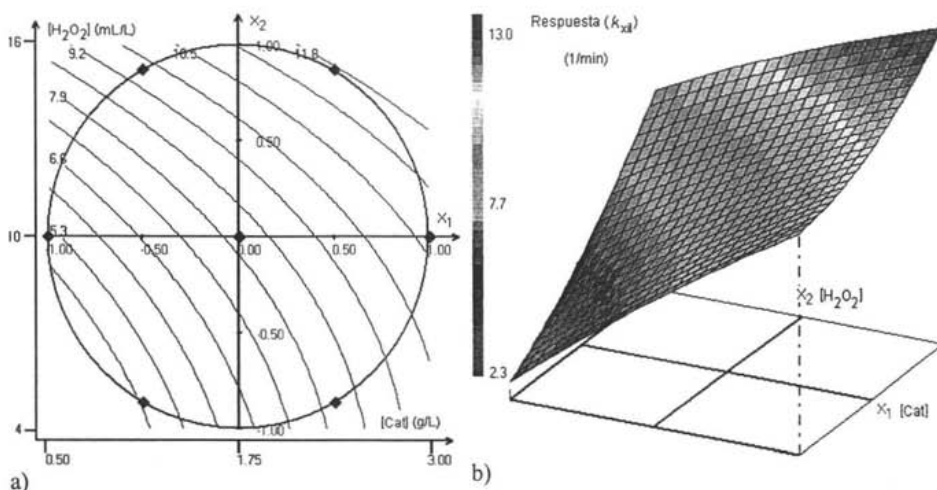 [H₂O₂] (mL/L)
X₂
16
9.2
10.5
1.00
11.8
7.9
0.50
6.6
5.3
X₁
10
-1.00
-0.50
0.00
0.50
1.00
-0.50
-1.00
[Cat] (g/L)
4
0.50
1.75
3.00
a)
Respuesta (k_xil)
(1/min)
13.0
7.7
2.3
X₂ [H₂O₂]
X₁ [Cat]
b)